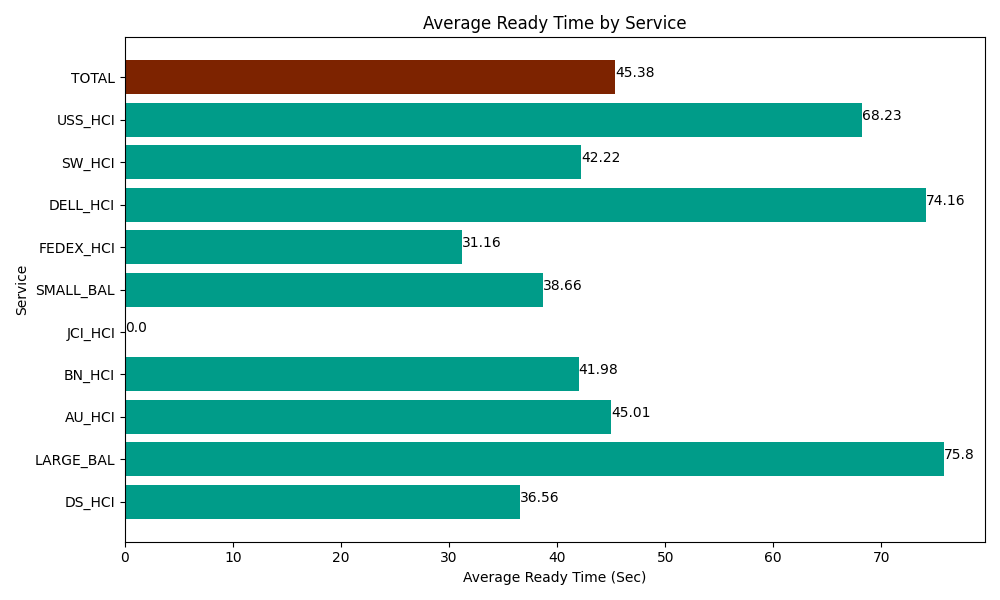 Average Ready Time by Service
TOTAL 45.38
USS_HCI 68.23
SW_HCI 42.22
DELL_HCI 74.16
FEDEX_HCI 31.16
SMALL_BAL 38.66
JCI_HCI 0.0
BN_HCI 41.98
AU_HCI 45.01
LARGE_BAL 75.8
DS_HCI 36.56
Service
0 10 20 30 40 50 60 70
Average Ready Time (Sec)